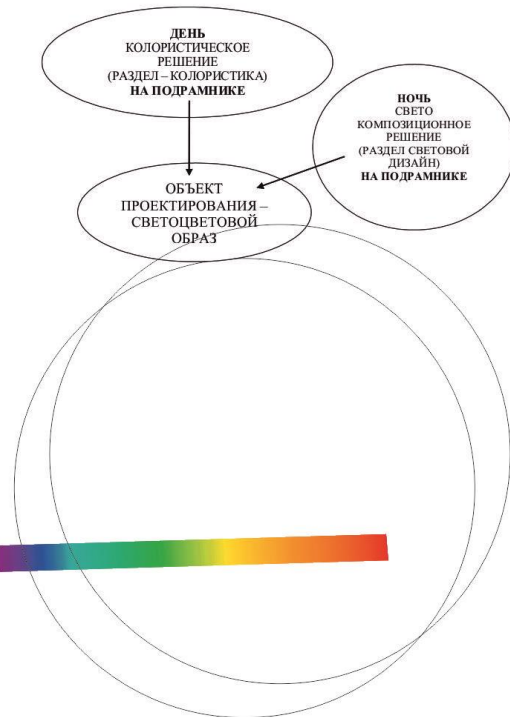 ДЕНЬ
КОЛОРИСТИЧЕСКОЕ
РЕШЕНИЕ
(РАЗДЕЛ – КОЛОРИСТИКА)
НА ПОДРАМНИКЕ
НОЧЬ
СВЕТО
КОМПОЗИЦИОННОЕ
РЕШЕНИЕ
(РАЗДЕЛ СВЕТОВОЙ
ДИЗАЙН)
НА ПОДРАМНИКЕ
ОБЪЕКТ
ПРОЕКТИРОВАНИЯ –
СВЕТОЦВЕТОВОЙ
ОБРАЗ